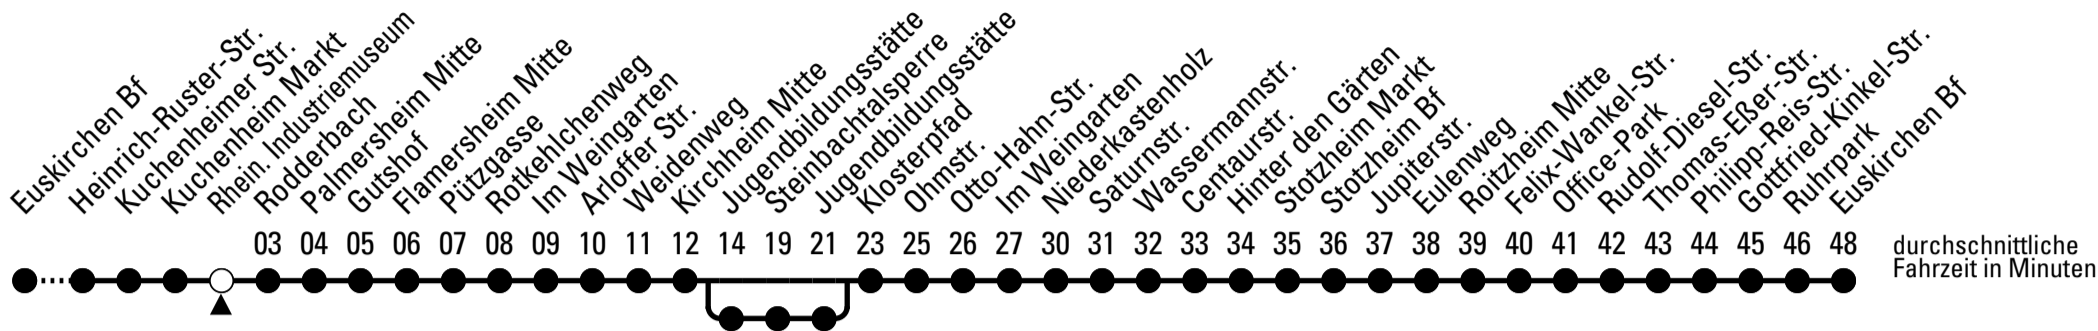 Euskirchen Bf
Heinrich-Ruster-Str.
Kuchenheimer Str.
Kuchenheim Markt
Rhein. Industriemuseum
Rodderbach
Palmersheim Mitte
Gutshof
Flamersheim Mitte
Pützgasse
Rotkehlchenweg
Im Weingarten
Arloffer Str.
Weidenweg
Kirchheim Mitte
Jugendbildungsstätte
Steinbachtalsperre
Jugendbildungsstätte
Klosterpfad
Ohmstr.
Otto-Hahn-Str.
Im Weingarten
Niederkastenholz
Saturnstr.
Wassermannstr.
Centaurstr.
Hinter den Gärten
Stotzheim Markt
Stotzheim Bf
Jupiterstr.
Eulenweg
Roitzheim Mitte
Felix-Wankel-Str.
Office-Park
Rudolf-Diesel-Str.
Thomas-Eßer-Str.
Philipp-Reis-Str.
Gottfried-Kinkel-Str.
Ruhrpark
Euskirchen Bf
03 04 05 06 07 08 09 10 11 12 14 19 21 23 25 26 27 30 31 32 33 34 35 36 37 38 39 40 41 42 43 44 45 46 48
durchschnittliche
Fahrzeit in Minuten